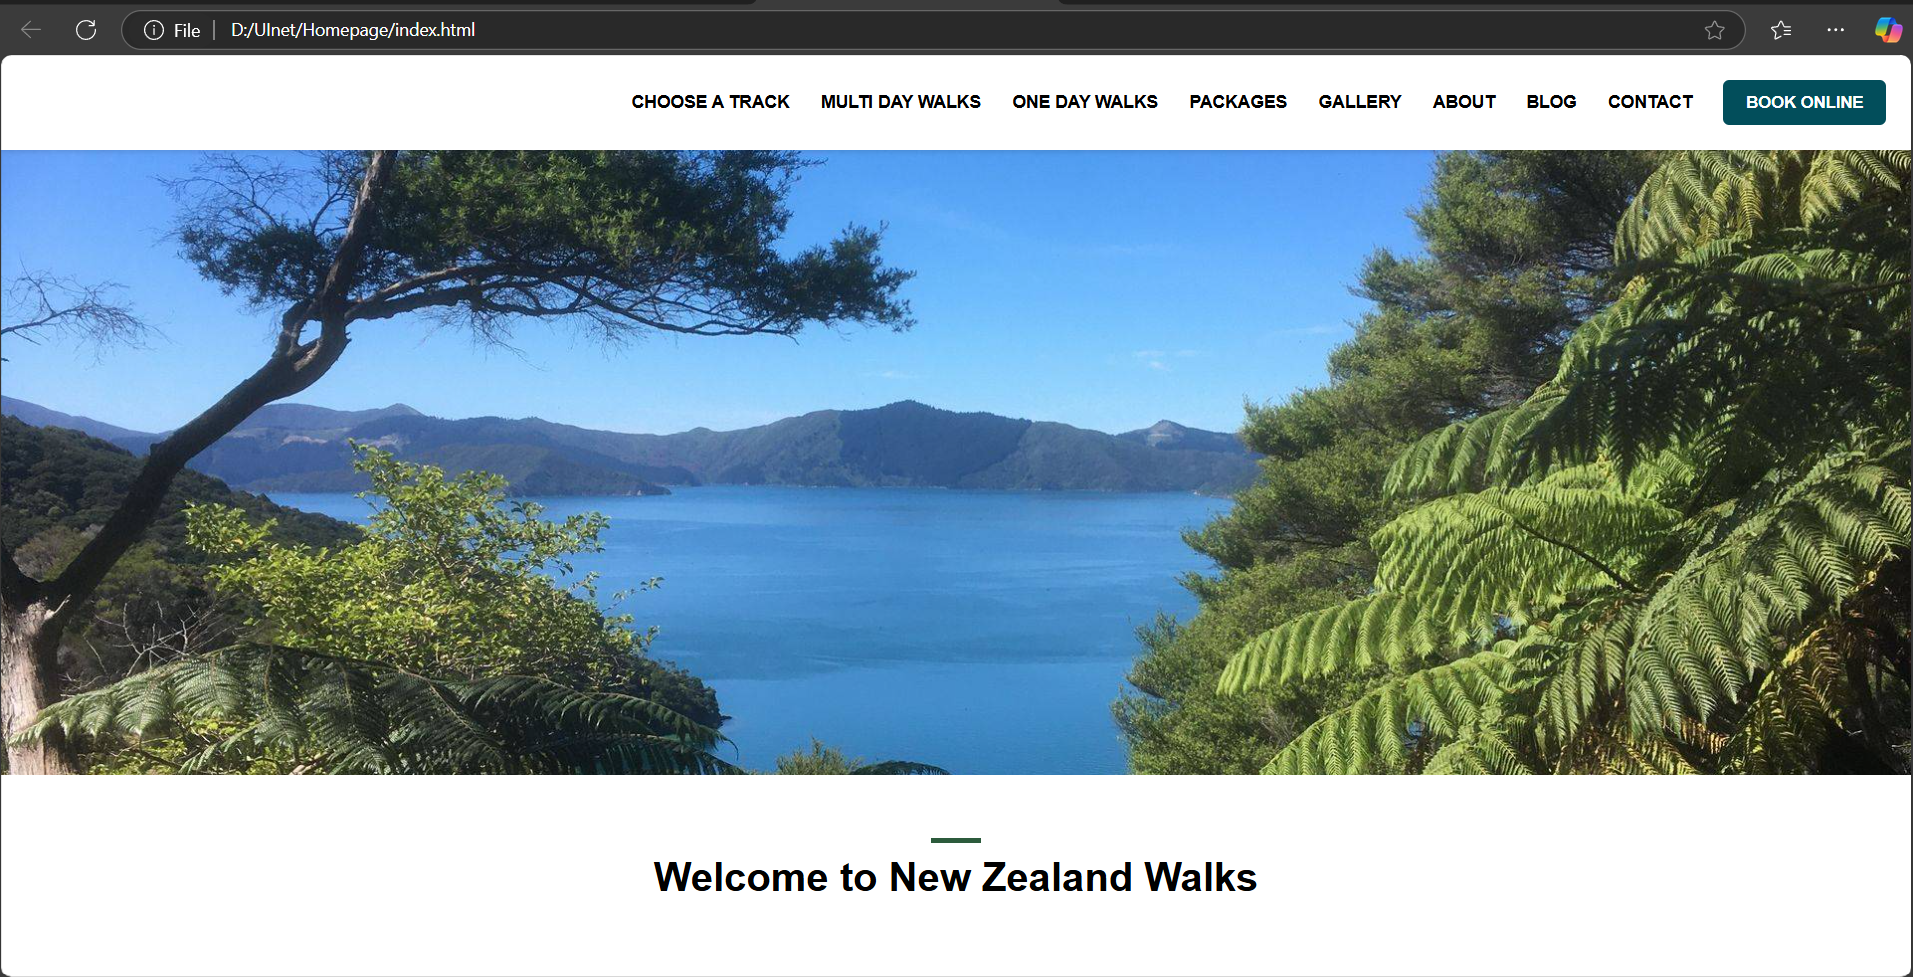 File D:/UInet/Homepage/index.html
CHOOSE A TRACK MULTI DAY WALKS ONE DAY WALKS PACKAGES GALLERY ABOUT BLOG CONTACT BOOK ONLINE
Welcome to New Zealand Walks